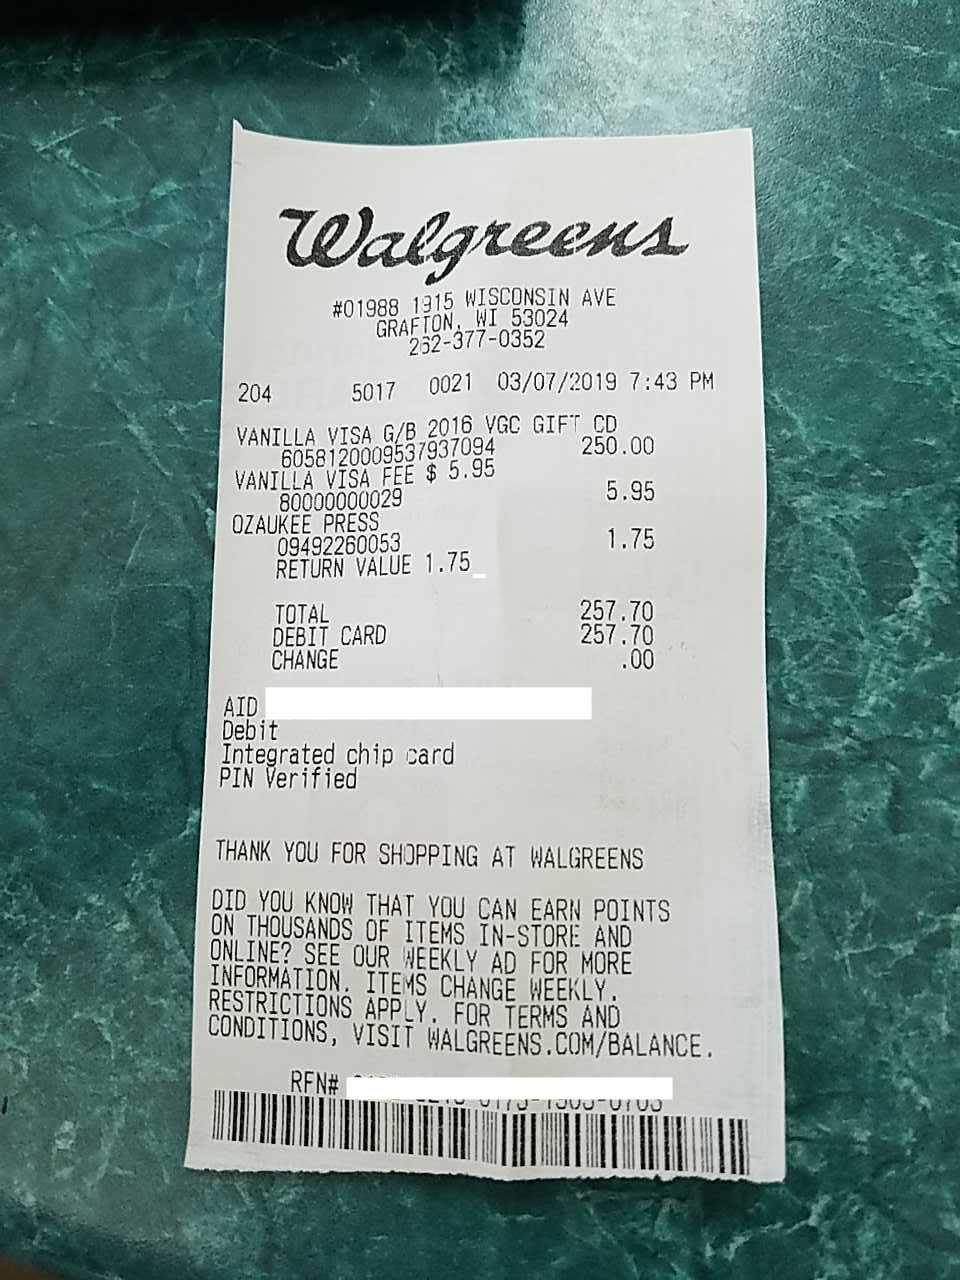 Walgreens
#01988 1915 WISCONSIN AVE
GRAFTON, WI 53024
262-377-0352
204 5017 0021 03/07/2019 7:43 PM
VANILLA VISA G/B 2016 VGC GIFT CD
6058120009537937094 250.00
VANILLA VISA FEE $ 5.95
80000000029 5.95
OZAUKEE PRESS
09492260053 1.75
RETURN VALUE 1.75
TOTAL 257.70
DEBIT CARD 257.70
CHANGE .00
AID
Debit
Integrated chip card
PIN Verified
THANK YOU FOR SHOPPING AT WALGREENS
DID YOU KNOW THAT YOU CAN EARN POINTS
ON THOUSANDS OF ITEMS IN-STORE AND
ONLINE? SEE OUR WEEKLY AD FOR MORE
INFORMATION. ITEMS CHANGE WEEKLY.
RESTRICTIONS APPLY. FOR TERMS AND
CONDITIONS, VISIT WALGREENS.COM/BALANCE.
RFN#